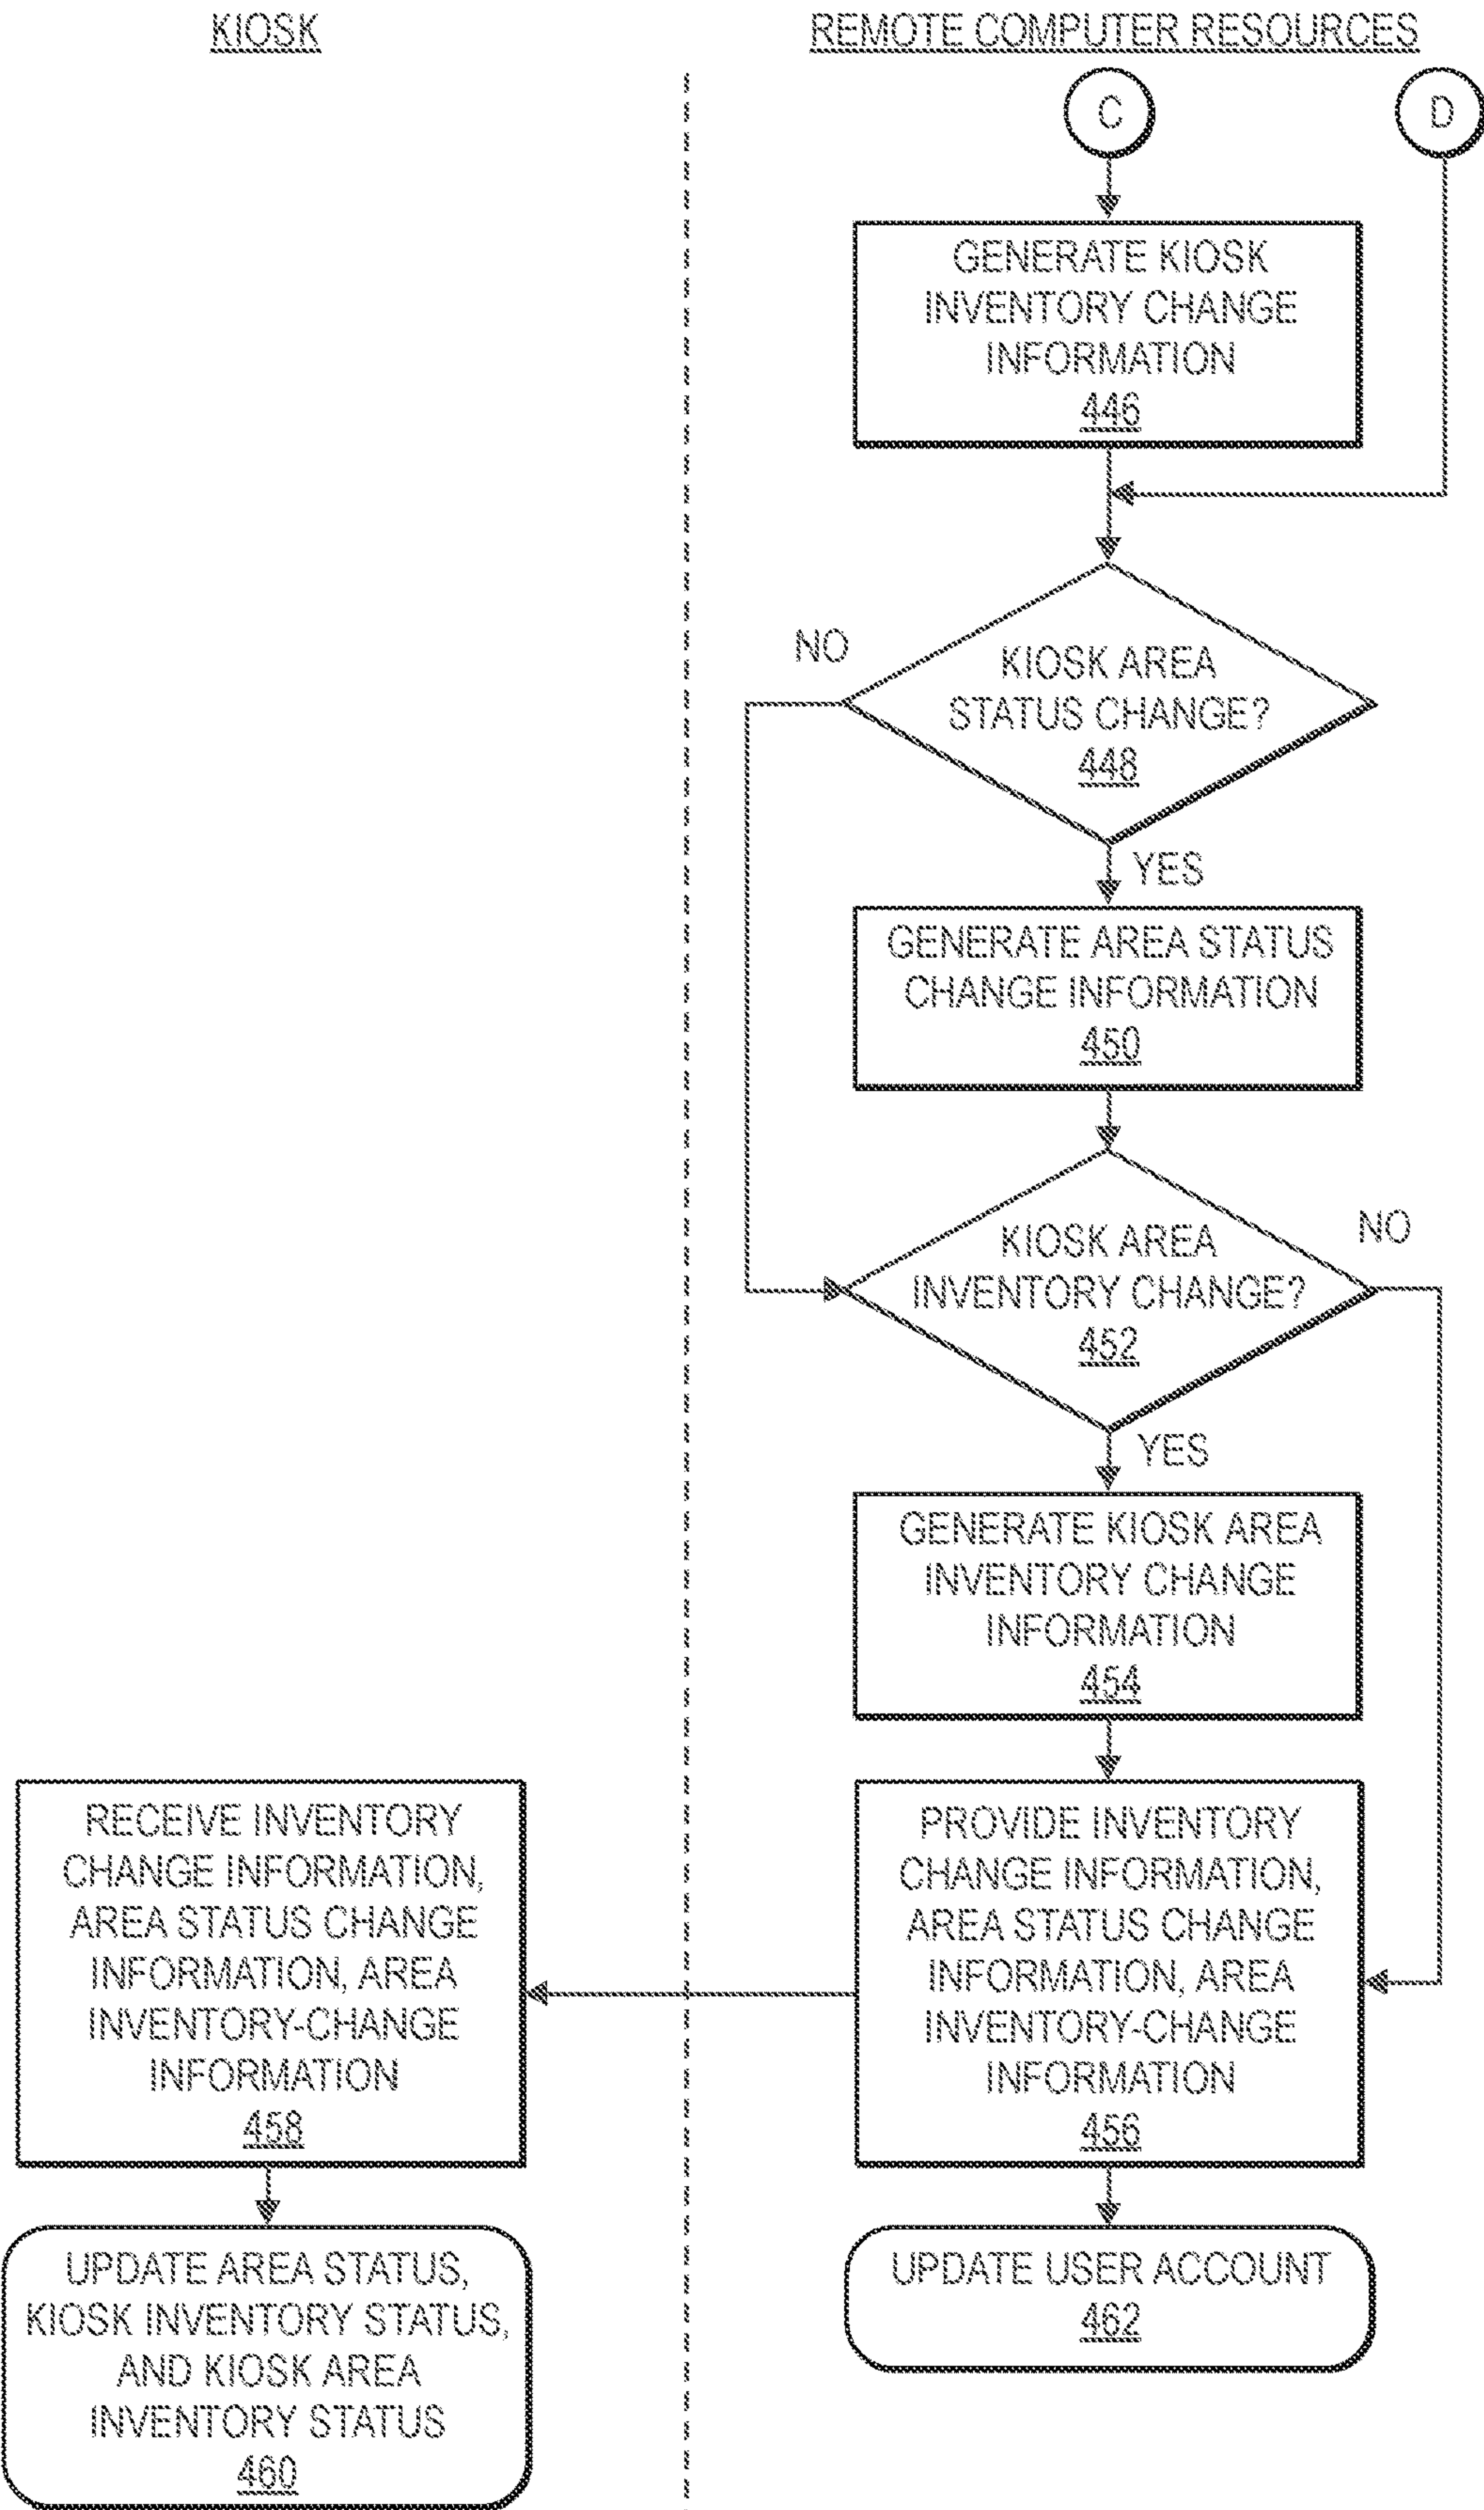 KIOSK
REMOTE COMPUTER RESOURCES
C
D
GENERATE KIOSK
INVENTORY CHANGE
INFORMATION
446
NO
KIOSK AREA
STATUS CHANGE?
448
YES
GENERATE AREA STATUS
CHANGE INFORMATION
450
KIOSK AREA
INVENTORY CHANGE?
452
NO
YES
GENERATE KIOSK AREA
INVENTORY CHANGE
INFORMATION
454
RECEIVE INVENTORY
CHANGE INFORMATION,
AREA STATUS CHANGE
INFORMATION, AREA
INVENTORY-CHANGE
INFORMATION
458
PROVIDE INVENTORY
CHANGE INFORMATION,
AREA STATUS CHANGE
INFORMATION, AREA
INVENTORY-CHANGE
INFORMATION
456
UPDATE AREA STATUS,
KIOSK INVENTORY STATUS,
AND KIOSK AREA
INVENTORY STATUS
460
UPDATE USER ACCOUNT
462